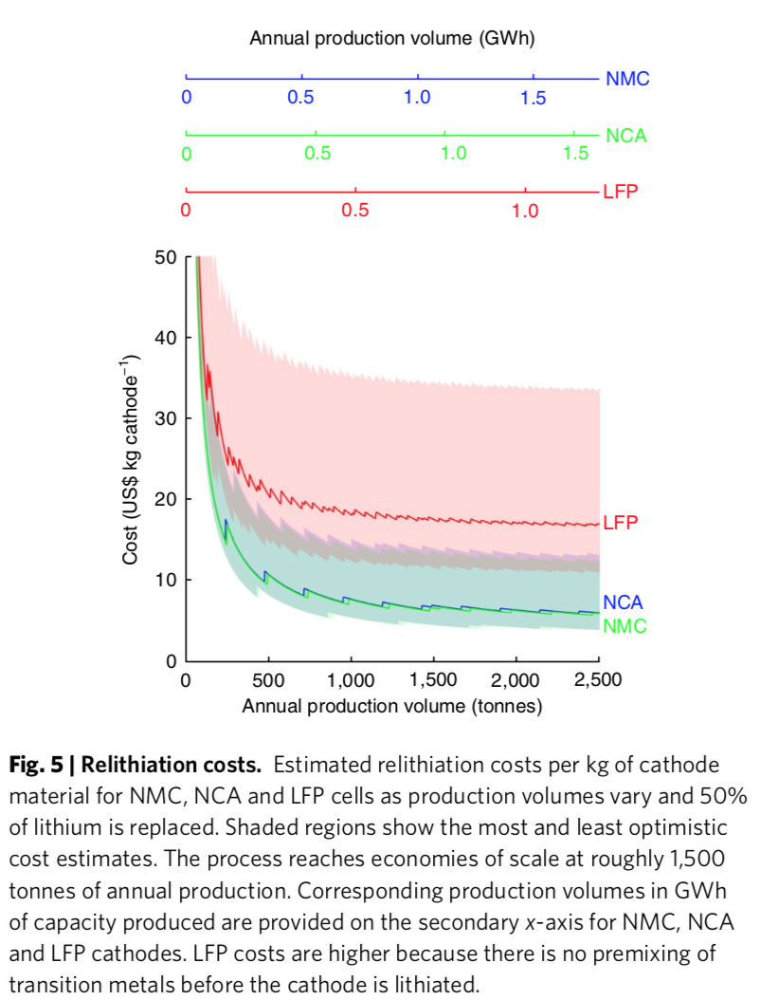 Annual production volume (GWh)
NMC
0 0.5 1.0 1.5
NCA
0 0.5 1.0 1.5
LFP
0 0.5 1.0
50
40
30
20
10
0
Cost (US$ kg cathode⁻¹)
LFP
NCA
NMC
0 500 1,000 1,500 2,000 2,500
Annual production volume (tonnes)
Fig. 5 | Relithiation costs. Estimated relithiation costs per kg of cathode
material for NMC, NCA and LFP cells as production volumes vary and 50%
of lithium is replaced. Shaded regions show the most and least optimistic
cost estimates. The process reaches economies of scale at roughly 1,500
tonnes of annual production. Corresponding production volumes in GWh
of capacity produced are provided on the secondary x-axis for NMC, NCA
and LFP cathodes. LFP costs are higher because there is no premixing of
transition metals before the cathode is lithiated.